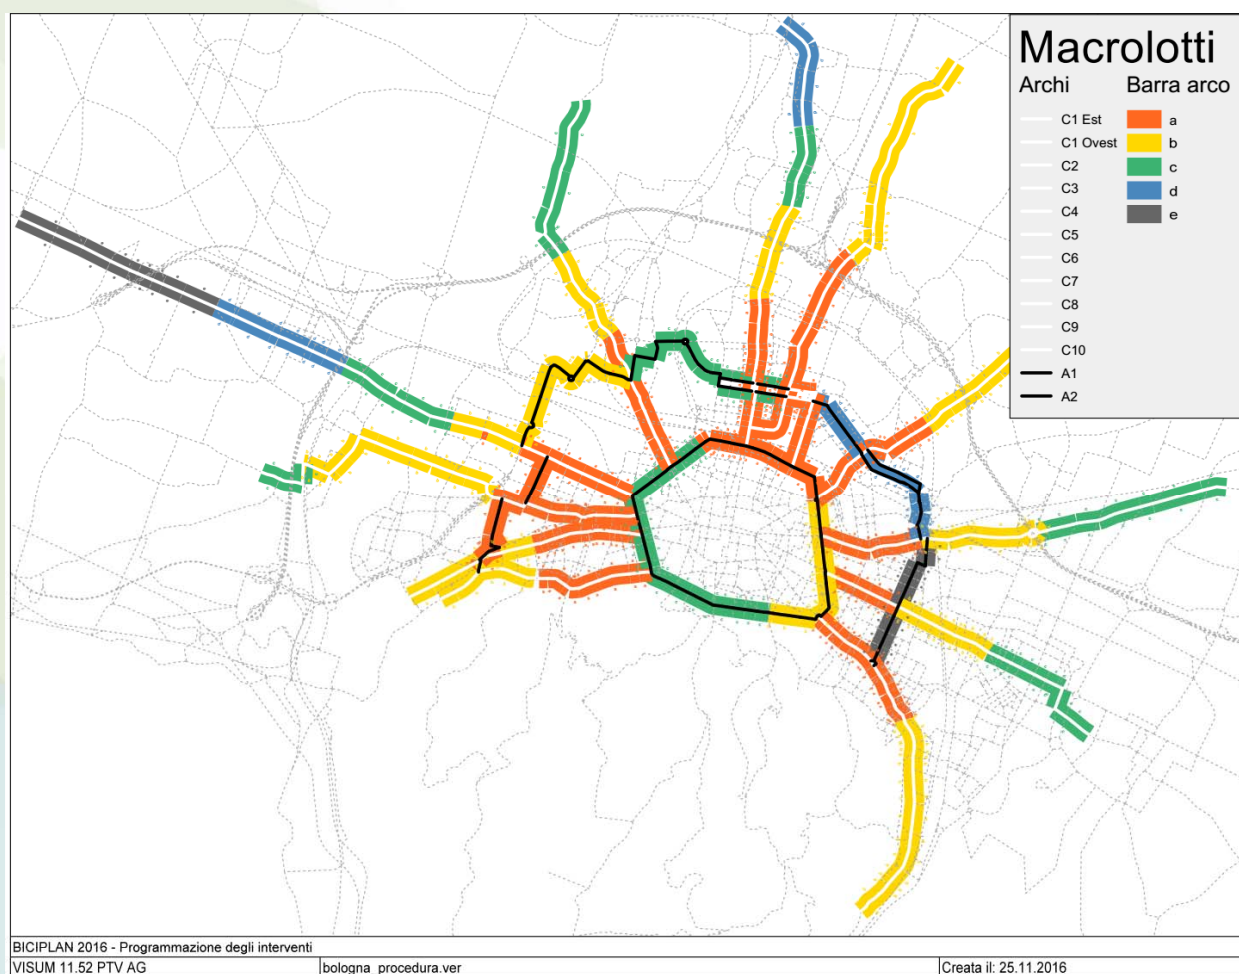 Macrolotti
Archi Barra arco
C1 Est a
C1 Ovest b
C2 c
C3 d
C4 e
C5
C6
C7
C8
C9
C10
A1
A2
BICIPLAN 2016 - Programmazione degli interventi
VISUM 11.52 PTV AG bologna_procedura.ver Creata il: 25.11.2016